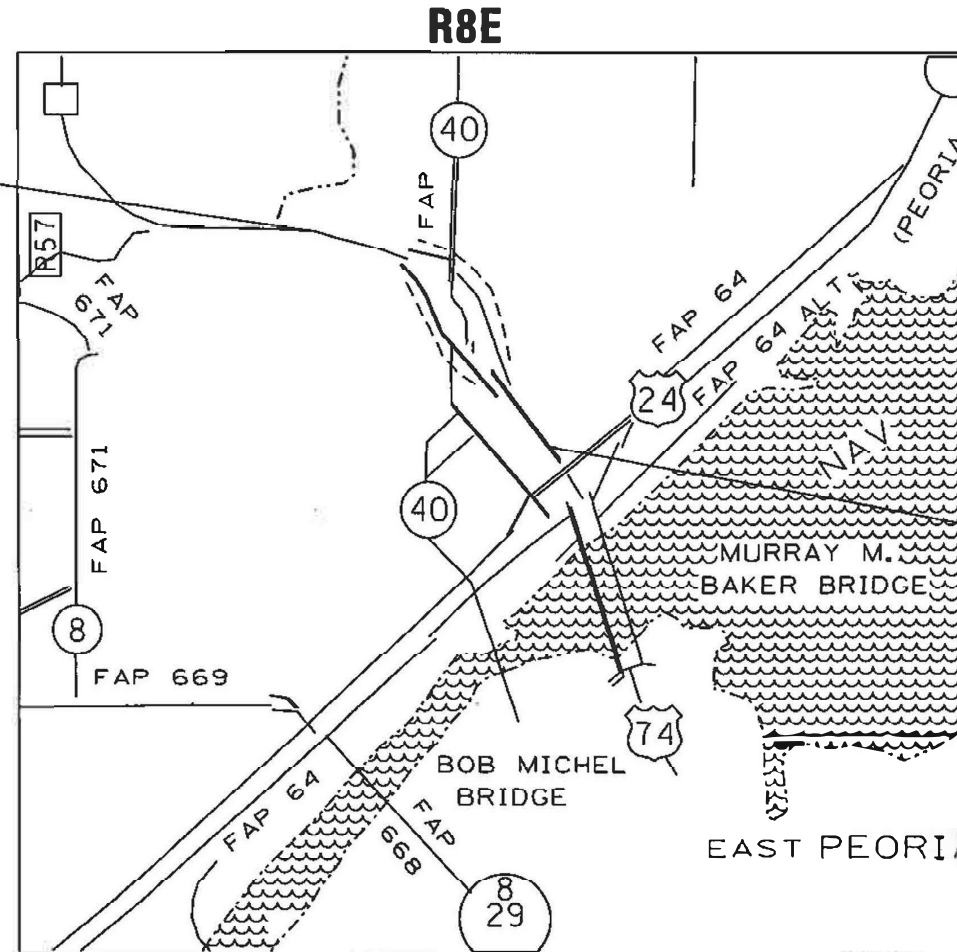 R8E
40
FAP
(PEORIA
R57
FAP
671
FAP 64
FAP 64 ALT
24
NAV
FAP 671
40
MURRAY M.
BAKER BRIDGE
8
FAP 669
74
BOB MICHEL
BRIDGE
FAP 64
FAP
668
EAST PEORIA
8
29